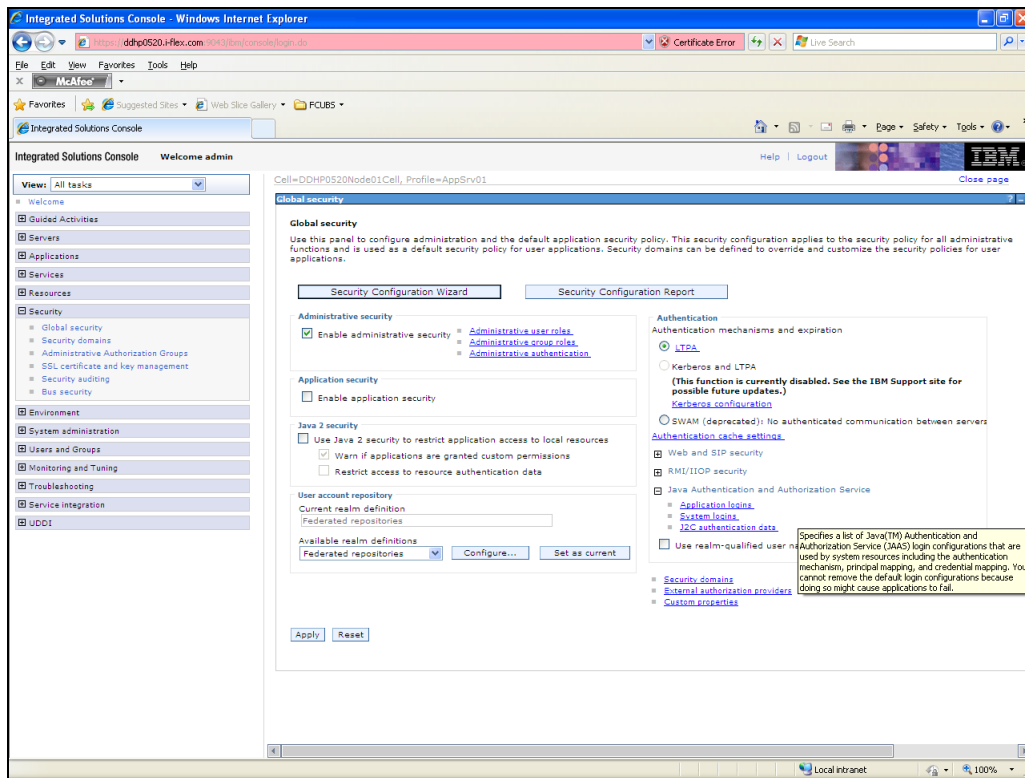 Integrated Solutions Console - Windows Internet Explorer
https://ddhp0520.i-flex.com:9043/ibm/console/login.do
Certificate Error
Live Search
File Edit View Favorites Tools Help
x McAfee
Favorites Suggested Sites Web Slice Gallery FCUBS
Integrated Solutions Console
Page Safety Tools
Integrated Solutions Console Welcome admin
Help | Logout
IBM
View: All tasks
Welcome
Guided Activities
Servers
Applications
Services
Resources
Security
Global security
Security domains
Administrative Authorization Groups
SSL certificate and key management
Security auditing
Bus security
Environment
System administration
Users and Groups
Monitoring and Tuning
Troubleshooting
Service integration
UDDI
Cell=DDHP0520Node01Cell, Profile=AppSrv01
Close page
Global security
? -
Global security
Use this panel to configure administration and the default application security policy. This security configuration applies to the security policy for all administrative
functions and is used as a default security policy for user applications. Security domains can be defined to override and customize the security policies for user
applications.
Security Configuration Wizard
Security Configuration Report
Administrative security
Enable administrative security
Administrative user roles
Administrative group roles
Administrative authentication
Application security
Enable application security
Java 2 security
Use Java 2 security to restrict application access to local resources
Warn if applications are granted custom permissions
Restrict access to resource authentication data
User account repository
Current realm definition
Federated repositories
Available realm definitions
Federated repositories
Configure...
Set as current
Apply
Reset
Authentication
Authentication mechanisms and expiration
LTPA
Kerberos and LTPA
(This function is currently disabled. See the IBM Support site for
possible future updates.)
Kerberos configuration
SWAM (deprecated): No authenticated communication between servers
Authentication cache settings
Web and SIP security
RMI/IIOP security
Java Authentication and Authorization Service
Application logins
System logins
J2C authentication data
Use realm-qualified user na
Specifies a list of Java(TM) Authentication and
Authorization Service (JAAS) login configurations that are
used by system resources including the authentication
mechanism, principal mapping, and credential mapping. You
cannot remove the default login configurations because
doing so might cause applications to fail.
Security domains
External authorization providers
Custom properties
Local intranet
100%